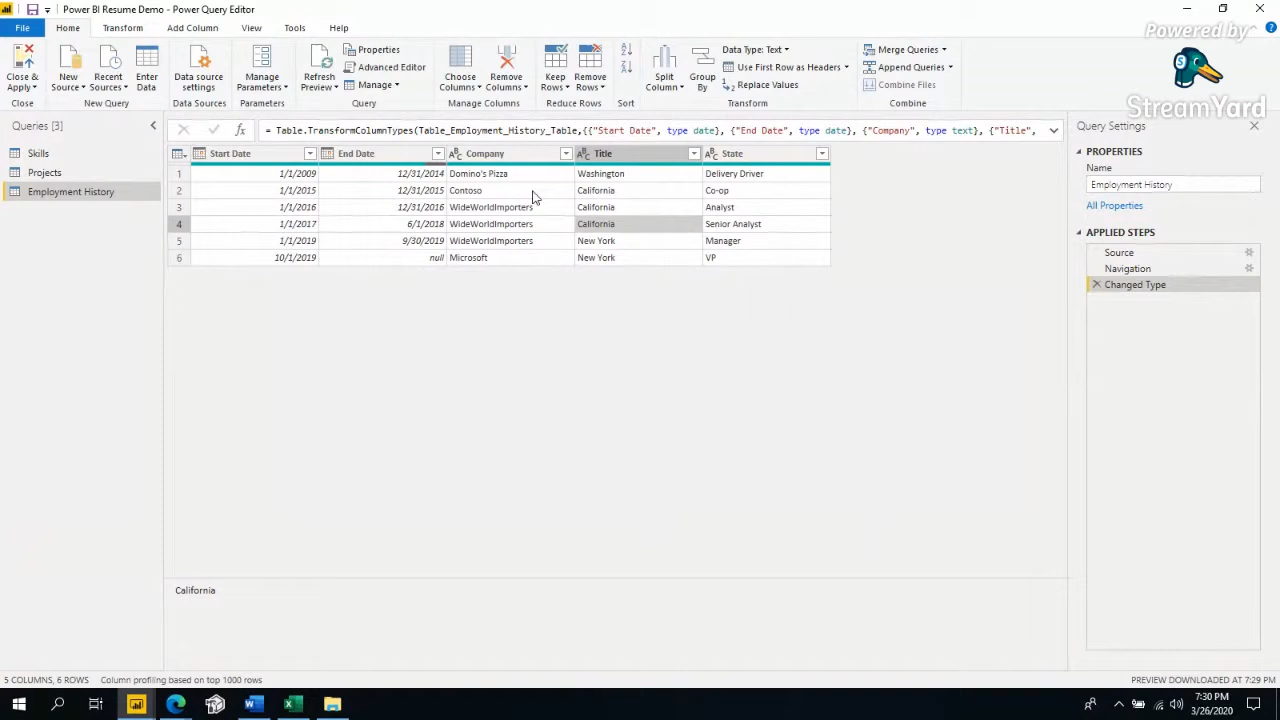 Power BI Resume Demo - Power Query Editor
File Home Transform Add Column View Tools Help
Powered by
StreamYard
Close & Apply
Close
New Source
Recent Sources
Enter Data
New Query
Data source settings
Data Sources
Manage Parameters
Parameters
Refresh Preview
Properties
Advanced Editor
Manage
Query
Choose Columns
Remove Columns
Manage Columns
Keep Rows
Remove Rows
Reduce Rows
Sort
Split Column
Group By
Data Type: Text
Use First Row as Headers
Replace Values
Transform
Merge Queries
Append Queries
Combine Files
Combine
Queries [3]
Skills
Projects
Employment History
= Table.TransformColumnTypes(Table_Employment_History_Table,{{"Start Date", type date}, {"End Date", type date}, {"Company", type text}, {"Title",
Start Date End Date Company Title State
1 1/1/2009 12/31/2014 Domino's Pizza Washington Delivery Driver
2 1/1/2015 12/31/2015 Contoso California Co-op
3 1/1/2016 12/31/2016 WideWorldImporters California Analyst
4 1/1/2017 6/1/2018 WideWorldImporters California Senior Analyst
5 1/1/2019 9/30/2019 WideWorldImporters New York Manager
6 10/1/2019 null Microsoft New York VP
California
Query Settings
PROPERTIES
Name
Employment History
All Properties
APPLIED STEPS
Source
Navigation
Changed Type
5 COLUMNS, 6 ROWS Column profiling based on top 1000 rows
PREVIEW DOWNLOADED AT 7:29 PM
7:30 PM
3/26/2020